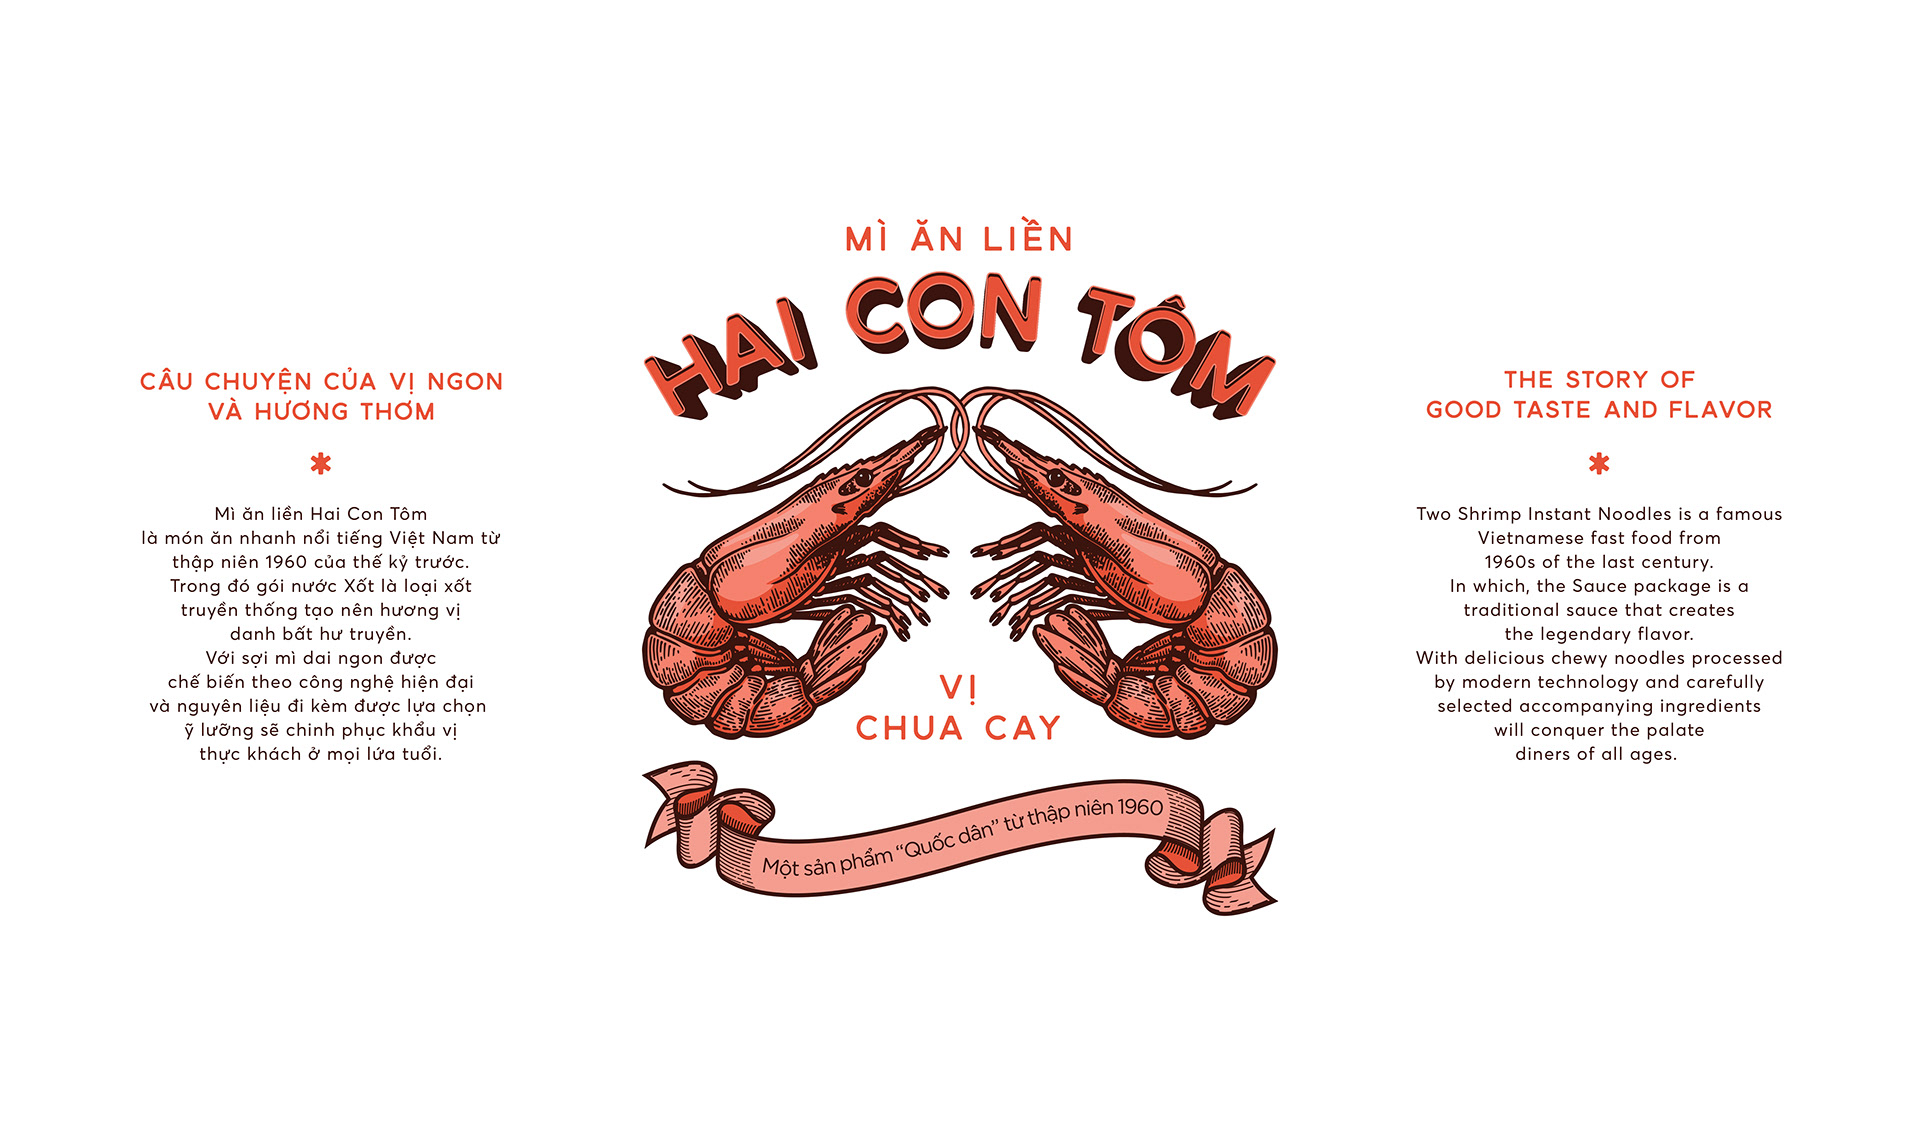 MÌ ĂN LIỀN
HAI CON TÔM
VỊ
CHUA CAY
Một sản phẩm “Quốc dân” từ thập niên 1960
CÂU CHUYỆN CỦA VỊ NGON
VÀ HƯƠNG THƠM
Mì ăn liền Hai Con Tôm
là món ăn nhanh nổi tiếng Việt Nam từ
thập niên 1960 của thế kỷ trước.
Trong đó gói nước Xốt là loại xốt
truyền thống tạo nên hương vị
danh bất hư truyền.
Với sợi mì dai ngon được
chế biến theo công nghệ hiện đại
và nguyên liệu đi kèm được lựa chọn
ỹ lưỡng sẽ chinh phục khẩu vị
thực khách ở mọi lứa tuổi.
THE STORY OF
GOOD TASTE AND FLAVOR
Two Shrimp Instant Noodles is a famous
Vietnamese fast food from
1960s of the last century.
In which, the Sauce package is a
traditional sauce that creates
the legendary flavor.
With delicious chewy noodles processed
by modern technology and carefully
selected accompanying ingredients
will conquer the palate
diners of all ages.